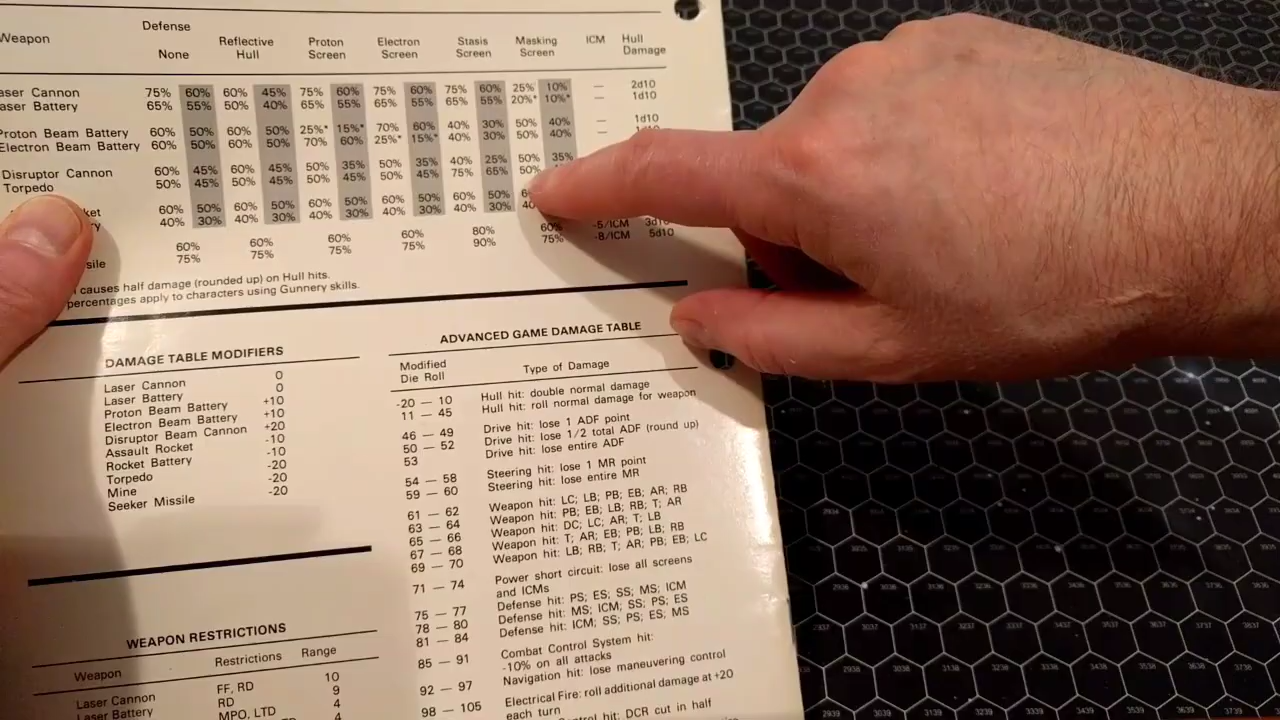 Defense
Weapon None Reflective Hull Proton Screen Electron Screen Stasis Screen Masking Screen ICM Hull Damage
aser Cannon 75% 60% 60% 45% 75% 60% 75% 60% 75% 60% 25% 10% — 2d10
aser Battery 65% 55% 50% 40% 65% 55% 65% 55% 65% 55% 20%* 10%* — 1d10
Proton Beam Battery 60% 50% 60% 50% 25%* 15%* 70% 60% 40% 30% 50% 40% — 1d10
Electron Beam Battery 60% 50% 60% 50% 70% 60% 25%* 15%* 40% 30% 50% 40% —
Disruptor Cannon 60% 45% 60% 45% 50% 35% 50% 35% 40% 25% 50% 35%
Torpedo 50% 45% 50% 45% 50% 45% 50% 45% 75% 65% 50%
ket 60% 50% 60% 50% 60% 50% 60% 50% 60% 50%
ry 40% 30% 40% 30% 40% 30% 40% 30% 40% 30%
60% 60% 60% 60% 80% 60% -5/ICM
sile 75% 75% 75% 75% 90% 75% -8/ICM 5d10
causes half damage (rounded up) on Hull hits.
percentages apply to characters using Gunnery skills.
DAMAGE TABLE MODIFIERS
Laser Cannon 0
Laser Battery 0
Proton Beam Battery +10
Electron Beam Battery +10
Disruptor Beam Cannon +20
Assault Rocket -10
Rocket Battery -10
Torpedo -20
Mine -20
Seeker Missile -20
WEAPON RESTRICTIONS
Weapon Restrictions Range
Laser Cannon FF, RD 10
Laser Battery RD 9
MPO, LTD 4
4
ADVANCED GAME DAMAGE TABLE
Modified Die Roll Type of Damage
-20 — 10 Hull hit: double normal damage
11 — 45 Hull hit: roll normal damage for weapon
46 — 49 Drive hit: lose 1 ADF point
50 — 52 Drive hit: lose 1/2 total ADF (round up)
53 Drive hit: lose entire ADF
54 — 58 Steering hit: lose 1 MR point
59 — 60 Steering hit: lose entire MR
61 — 62 Weapon hit: LC; LB; PB; EB; AR; RB
63 — 64 Weapon hit: PB; EB; LB; RB; T; AR
65 — 66 Weapon hit: DC; LC; AR; T; LB
67 — 68 Weapon hit: T; AR; EB; PB; LB; RB
69 — 70 Weapon hit: LB; RB; T; AR; PB; EB; LC
71 — 74 Power short circuit: lose all screens
and ICMs
75 — 77 Defense hit: PS; ES; SS; MS; ICM
78 — 80 Defense hit: MS; ICM; SS; PS; ES
81 — 84 Defense hit: ICM; SS; PS; ES; MS
85 — 91 Combat Control System hit:
-10% on all attacks
92 — 97 Navigation hit: lose maneuvering control
98 — 105 Electrical Fire: roll additional damage at +20
each turn
hit: DCR cut in half